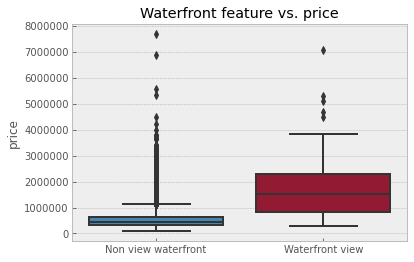 Waterfront feature vs. price
8000000
7000000
6000000
5000000
4000000
3000000
2000000
1000000
0
price
Non view waterfront
Waterfront view